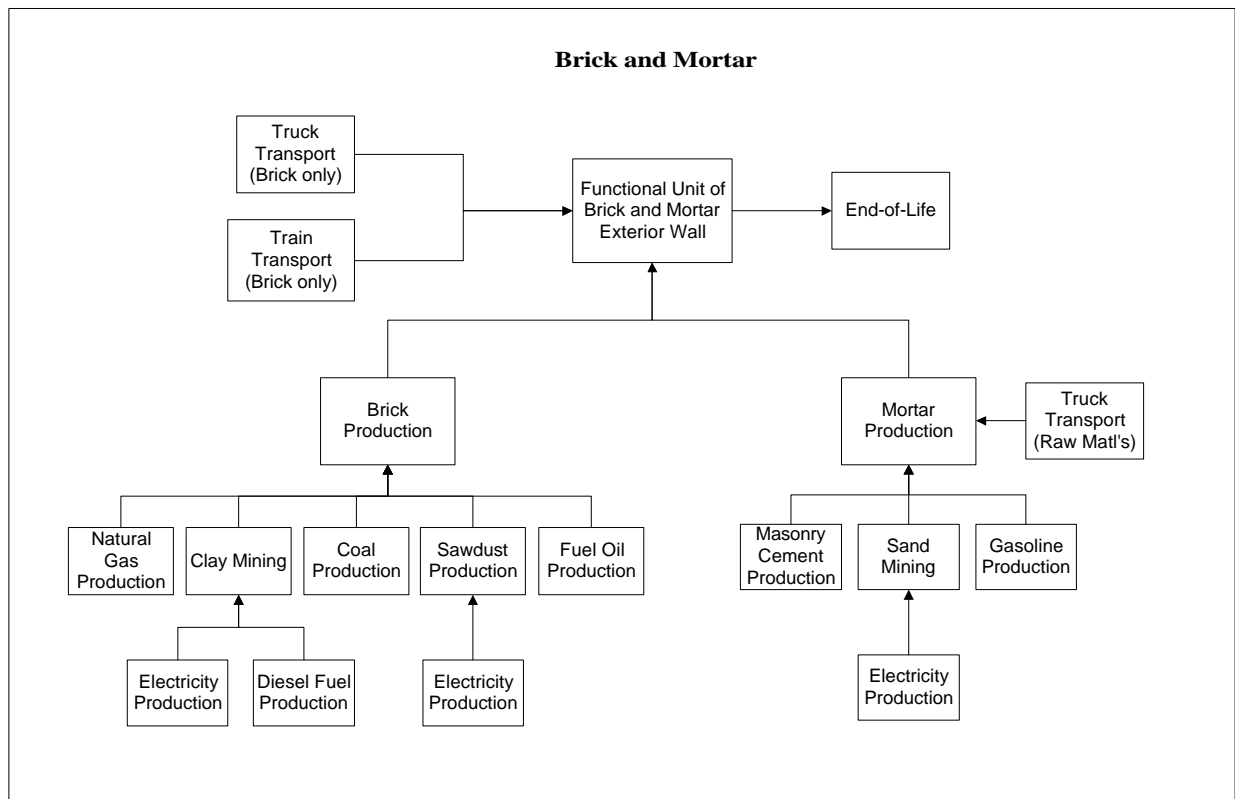 Brick and Mortar
Truck
Transport
(Brick only)
Functional Unit of
Brick and Mortar
Exterior Wall
End-of-Life
Train
Transport
(Brick only)
Brick
Production
Mortar
Production
Truck
Transport
(Raw Matl's)
Natural
Gas
Production
Clay Mining
Coal
Production
Sawdust
Production
Fuel Oil
Production
Masonry
Cement
Production
Sand
Mining
Gasoline
Production
Electricity
Production
Diesel Fuel
Production
Electricity
Production
Electricity
Production